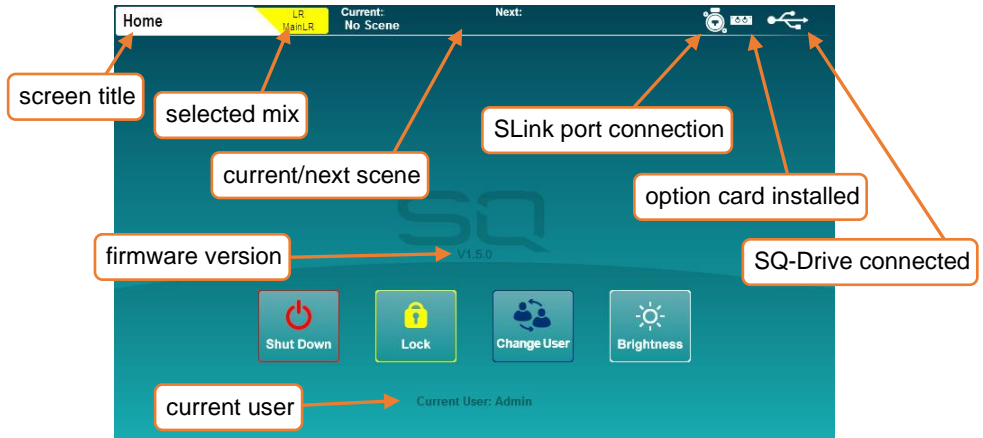 Home
LR
MainLR
Current:
No Scene
Next:
screen title
selected mix
SLink port connection
current/next scene
option card installed
SQ
firmware version
V1.5.0
SQ-Drive connected
Shut Down
Lock
Change User
Brightness
current user
Current User: Admin